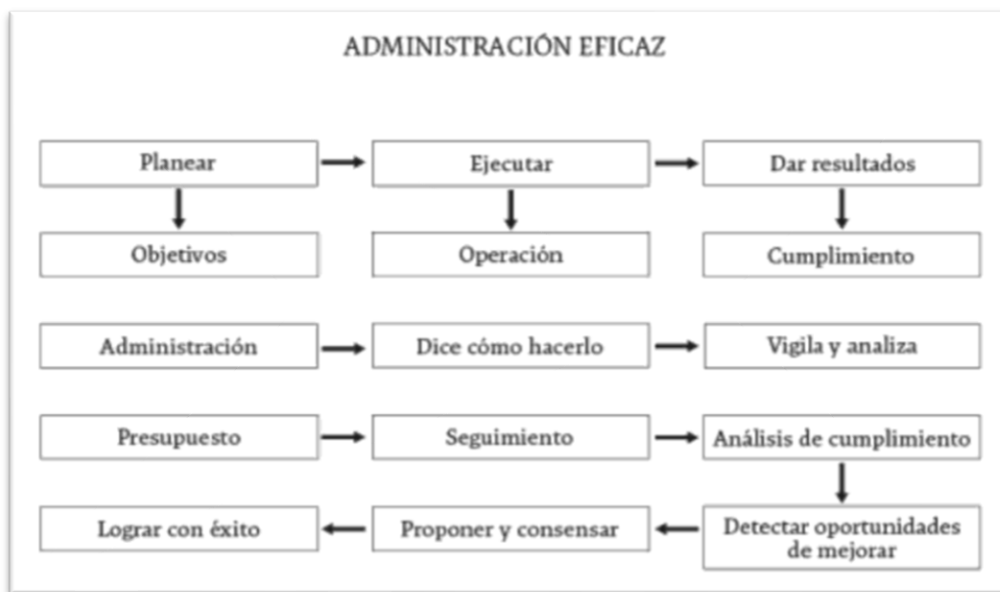 ADMINISTRACIÓN EFICAZ
Planear
Ejecutar
Dar resultados
Objetivos
Operación
Cumplimiento
Administración
Dice cómo hacerlo
Vigila y analiza
Presupuesto
Seguimiento
Análisis de cumplimiento
Lograr con éxito
Proponer y consensar
Detectar oportunidades
de mejorar